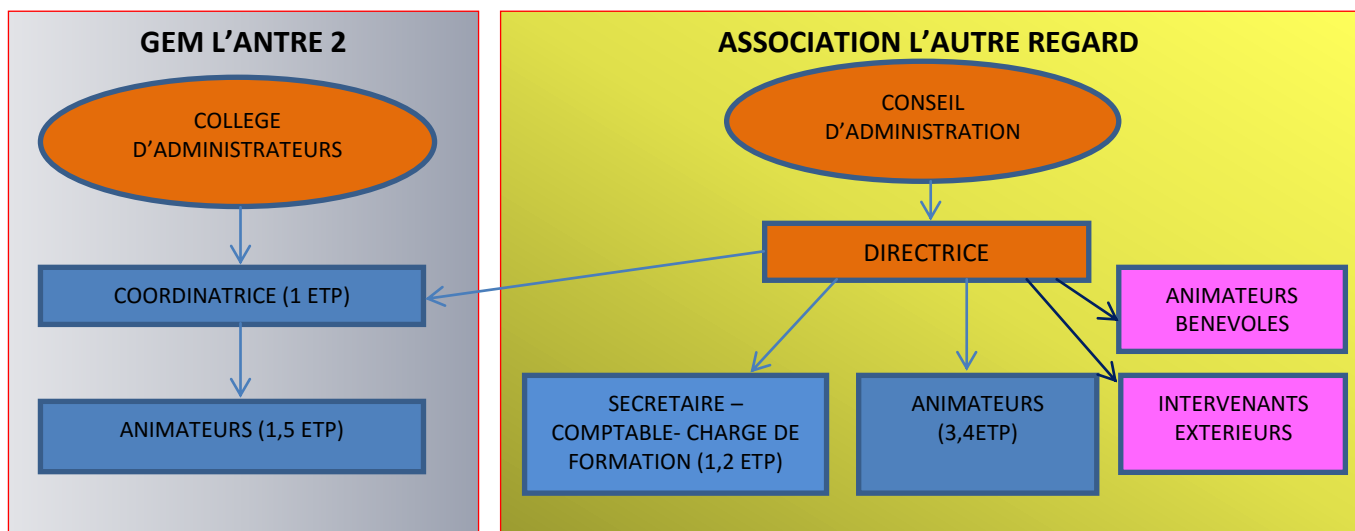 GEM L’ANTRE 2
COLLEGE
D’ADMINISTRATEURS
COORDINATRICE (1 ETP)
ANIMATEURS (1,5 ETP)
ASSOCIATION L’AUTRE REGARD
CONSEIL
D’ADMINISTRATION
DIRECTRICE
ANIMATEURS
BENEVOLES
SECRETAIRE –
COMPTABLE- CHARGE DE
FORMATION (1,2 ETP)
ANIMATEURS
(3,4ETP)
INTERVENANTS
EXTERIEURS